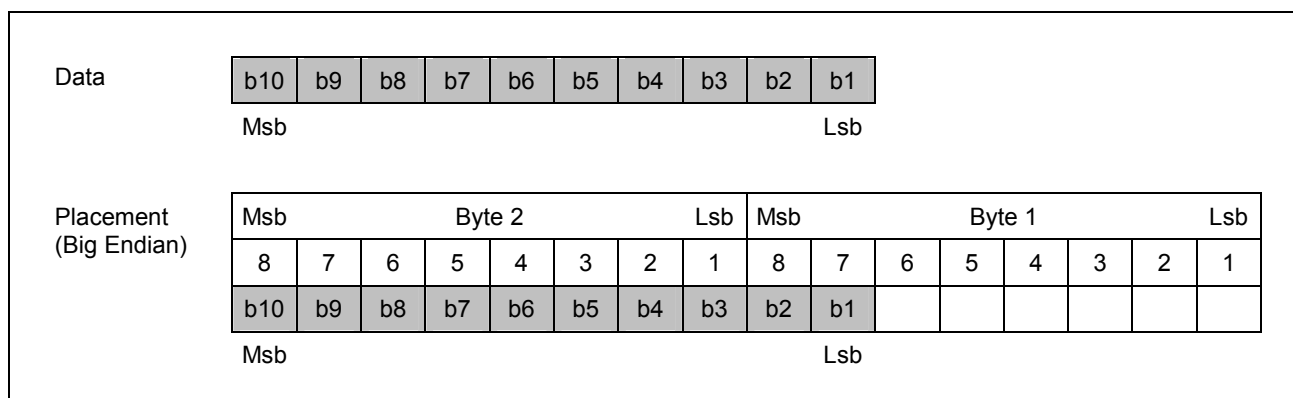 Data b10 b9 b8 b7 b6 b5 b4 b3 b2 b1
Msb Lsb
Placement (Big Endian) Msb Byte 2 Lsb Msb Byte 1 Lsb
8 7 6 5 4 3 2 1 8 7 6 5 4 3 2 1
b10 b9 b8 b7 b6 b5 b4 b3 b2 b1
Msb Lsb